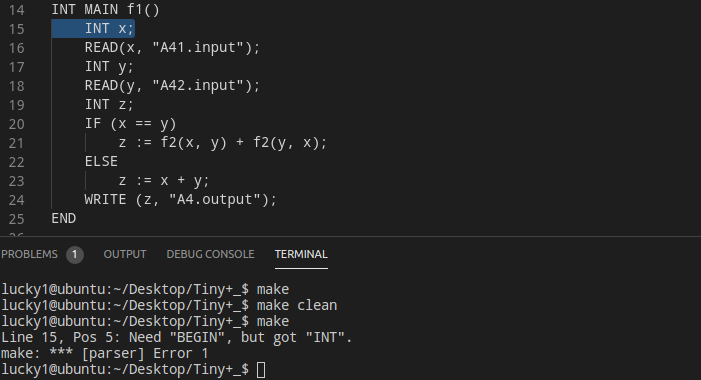 14 INT MAIN f1()
15 INT x;
16 READ(x, "A41.input");
17 INT y;
18 READ(y, "A42.input");
19 INT z;
20 IF (x == y)
21 z := f2(x, y) + f2(y, x);
22 ELSE
23 z := x + y;
24 WRITE (z, "A4.output");
25 END
PROBLEMS 1 OUTPUT DEBUG CONSOLE TERMINAL
lucky1@ubuntu:~/Desktop/Tiny+_$ make
lucky1@ubuntu:~/Desktop/Tiny+_$ make clean
lucky1@ubuntu:~/Desktop/Tiny+_$ make
Line 15, Pos 5: Need "BEGIN", but got "INT".
make: *** [parser] Error 1
lucky1@ubuntu:~/Desktop/Tiny+_$